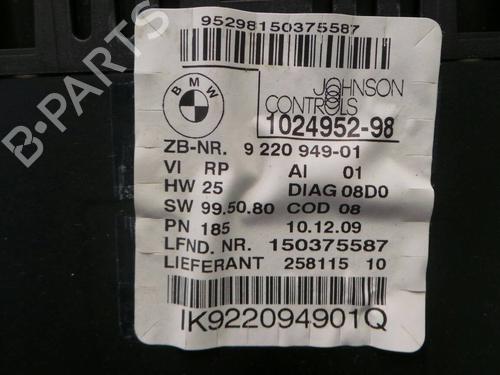 95298150375587
BMW
JOHNSON
CONTROLS
1024952-98
ZB-NR. 9 220 949-01
VI RP AI 01
HW 25 DIAG 08D0
SW 99.50.80 COD 08
PN 185 10.12.09
LFND. NR. 150375587
LIEFERANT 258115 10
IK922094901Q
B-PARTS